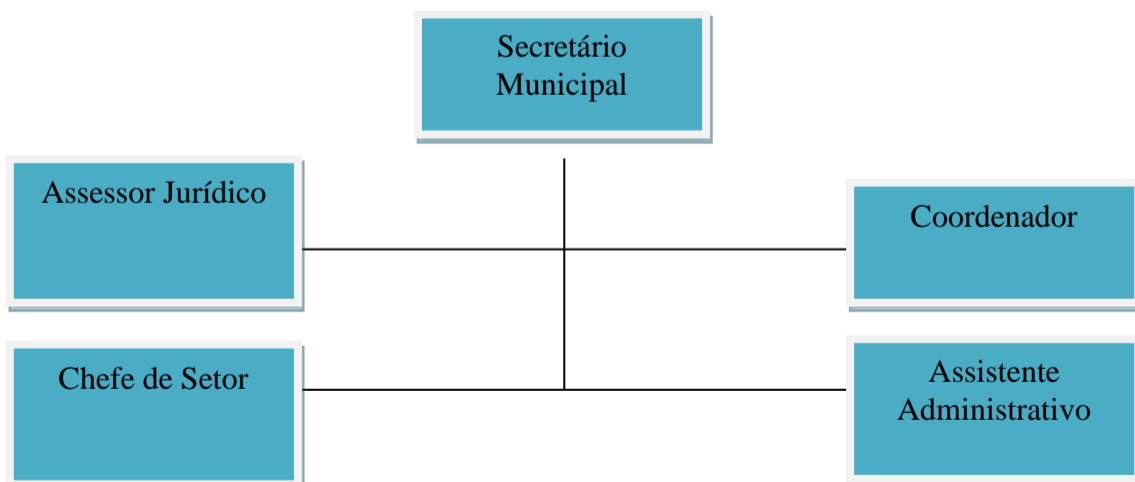 Secretário
Municipal
Assessor Jurídico
Coordenador
Chefe de Setor
Assistente
Administrativo